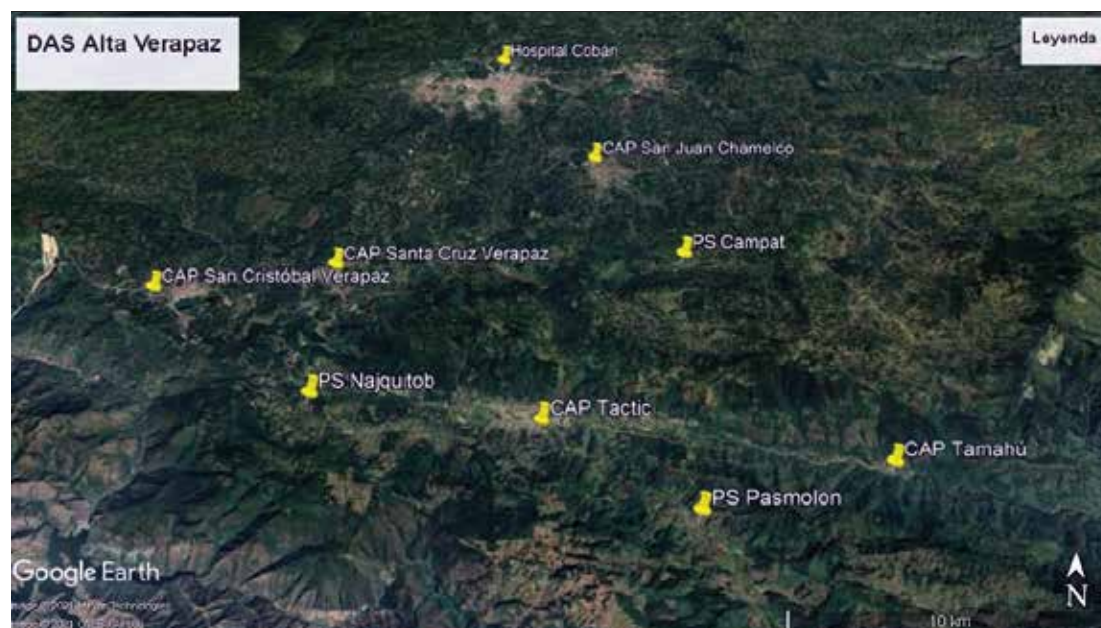 DAS Alta Verapaz
Leyenda
Hospital Cobán
CAP San Juan Chamelco
PS Campat
CAP Santa Cruz Verapaz
CAP San Cristóbal Verapaz
PS Najquitob
CAP Tactic
CAP Tamahú
PS Pasmolon
Google Earth
N
10 km